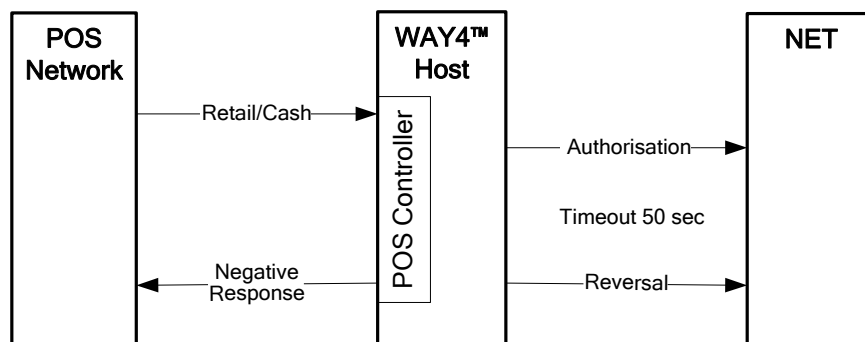 POS
Network
WAY4™
Host
NET
Retail/Cash
POS Controller
Authorisation
Timeout 50 sec
Negative
Response
Reversal